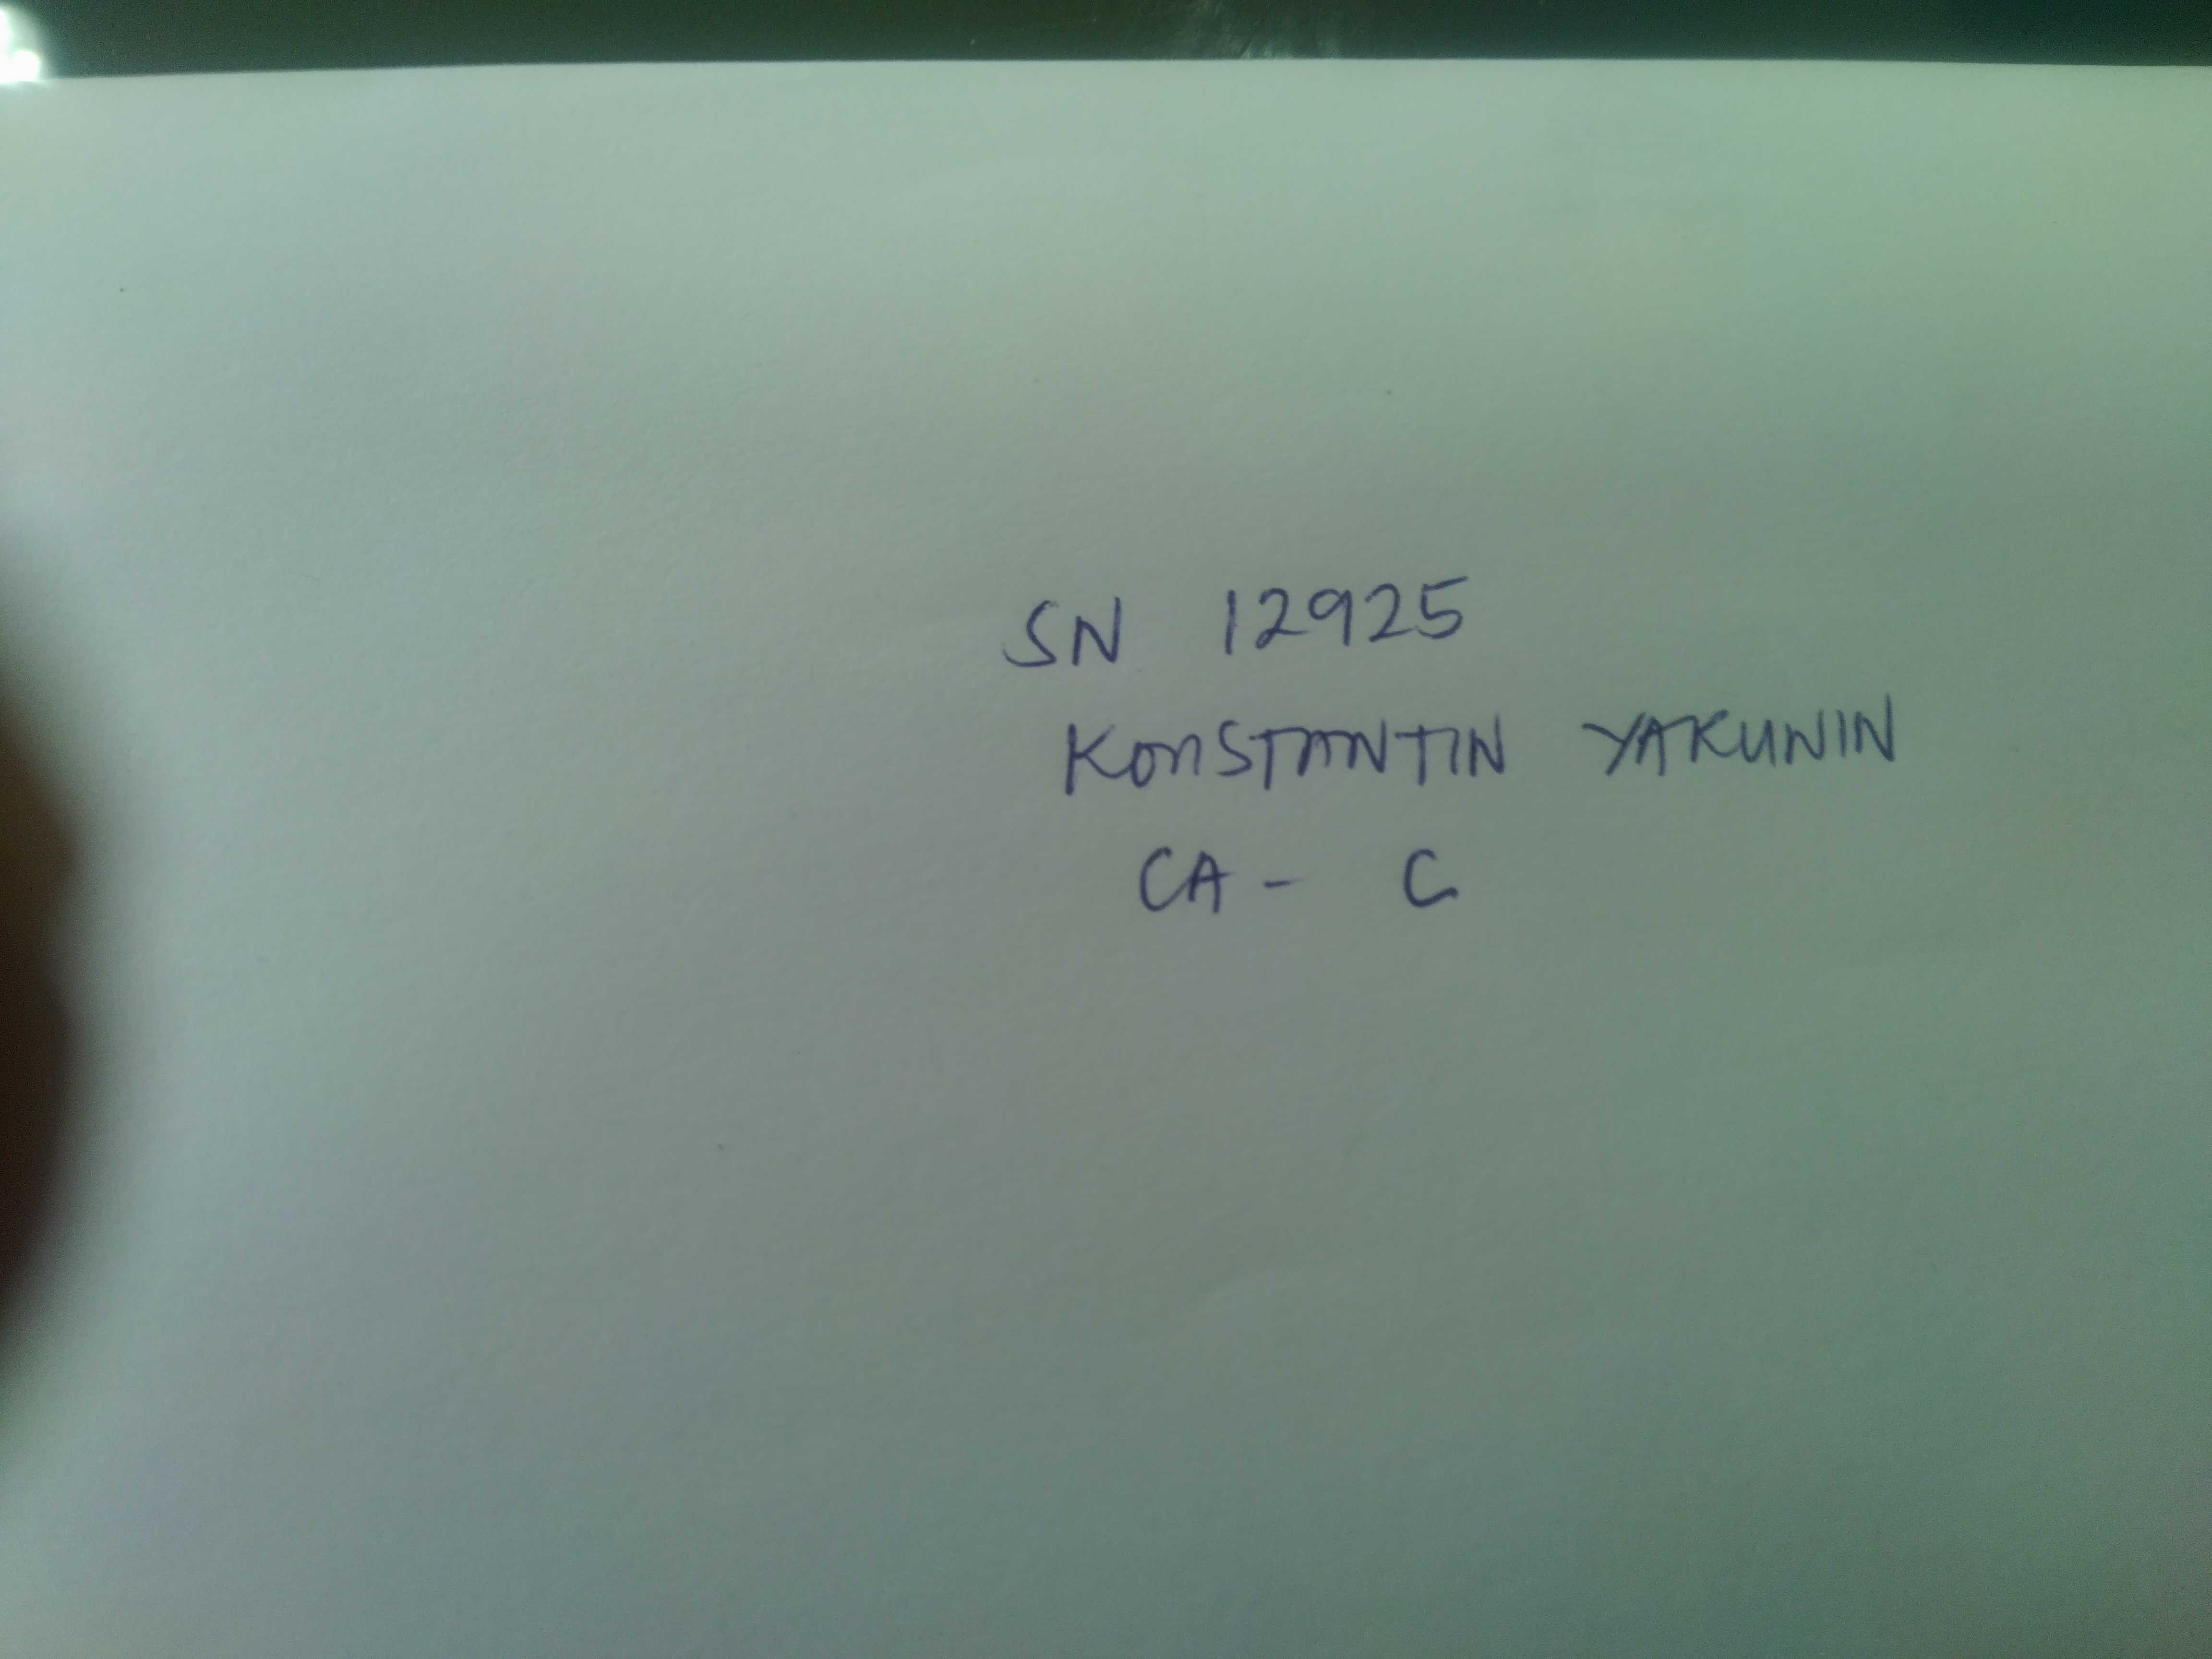 SN 12925
KONSTANTIN YAKUNIN
CA - C